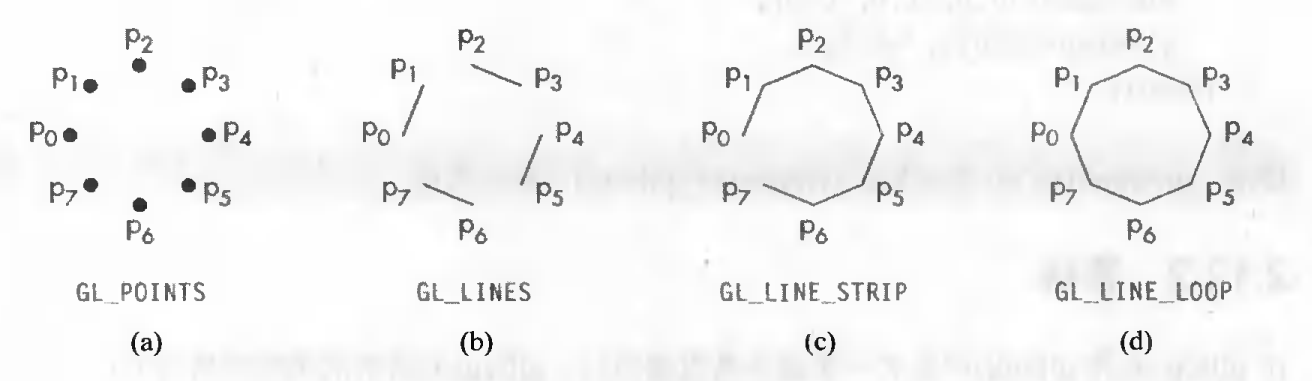 p2 p2 p2 p2
p1 p3 p1 p3 p1 p3 p1 p3
p0 p4 p0 p4 p0 p4 p0 p4
p7 p5 p7 p5 p7 p5 p7 p5
p6 p6 p6 p6
GL_POINTS GL_LINES GL_LINE_STRIP GL_LINE_LOOP
(a) (b) (c) (d)